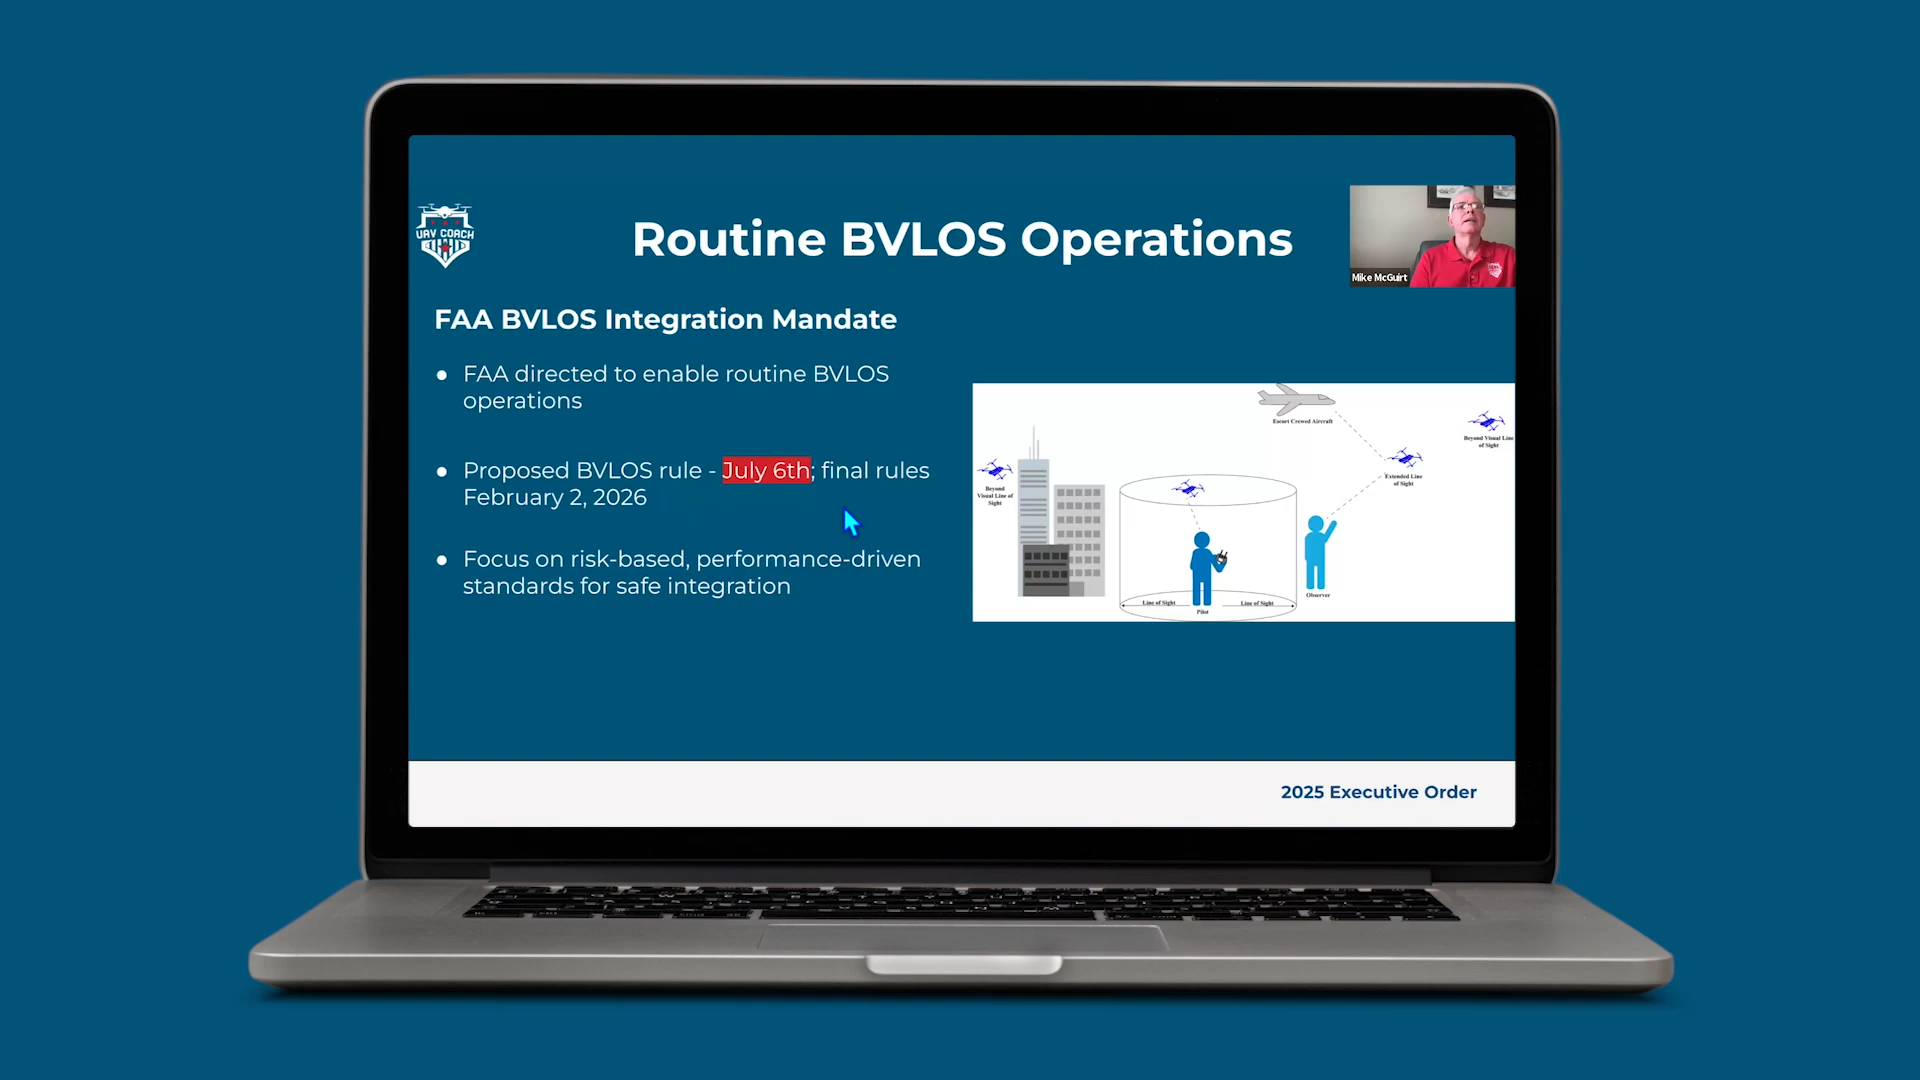 UAV COACH
Routine BVLOS Operations
Mike McGuirt
FAA BVLOS Integration Mandate
● FAA directed to enable routine BVLOS
operations
● Proposed BVLOS rule - July 6th; final rules
February 2, 2026
● Focus on risk-based, performance-driven
standards for safe integration
Escort Crewed Aircraft
Beyond Visual Line
of Sight
Extended Line
of Sight
Beyond
Visual Line of
Sight
Observer
Line of Sight
Line of Sight
Pilot
2025 Executive Order